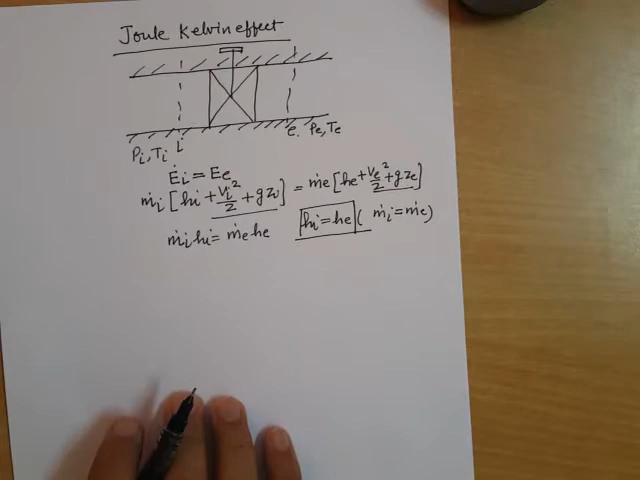 Joule Kelvin effect
Pi, Ti i e. Pe, Te
Ėi = Ėe
ṁi [hi + Vi²/2 + gzi] = ṁe [he + Ve²/2 + gze]
ṁi hi = ṁe he hi = he ( ṁi = ṁe)